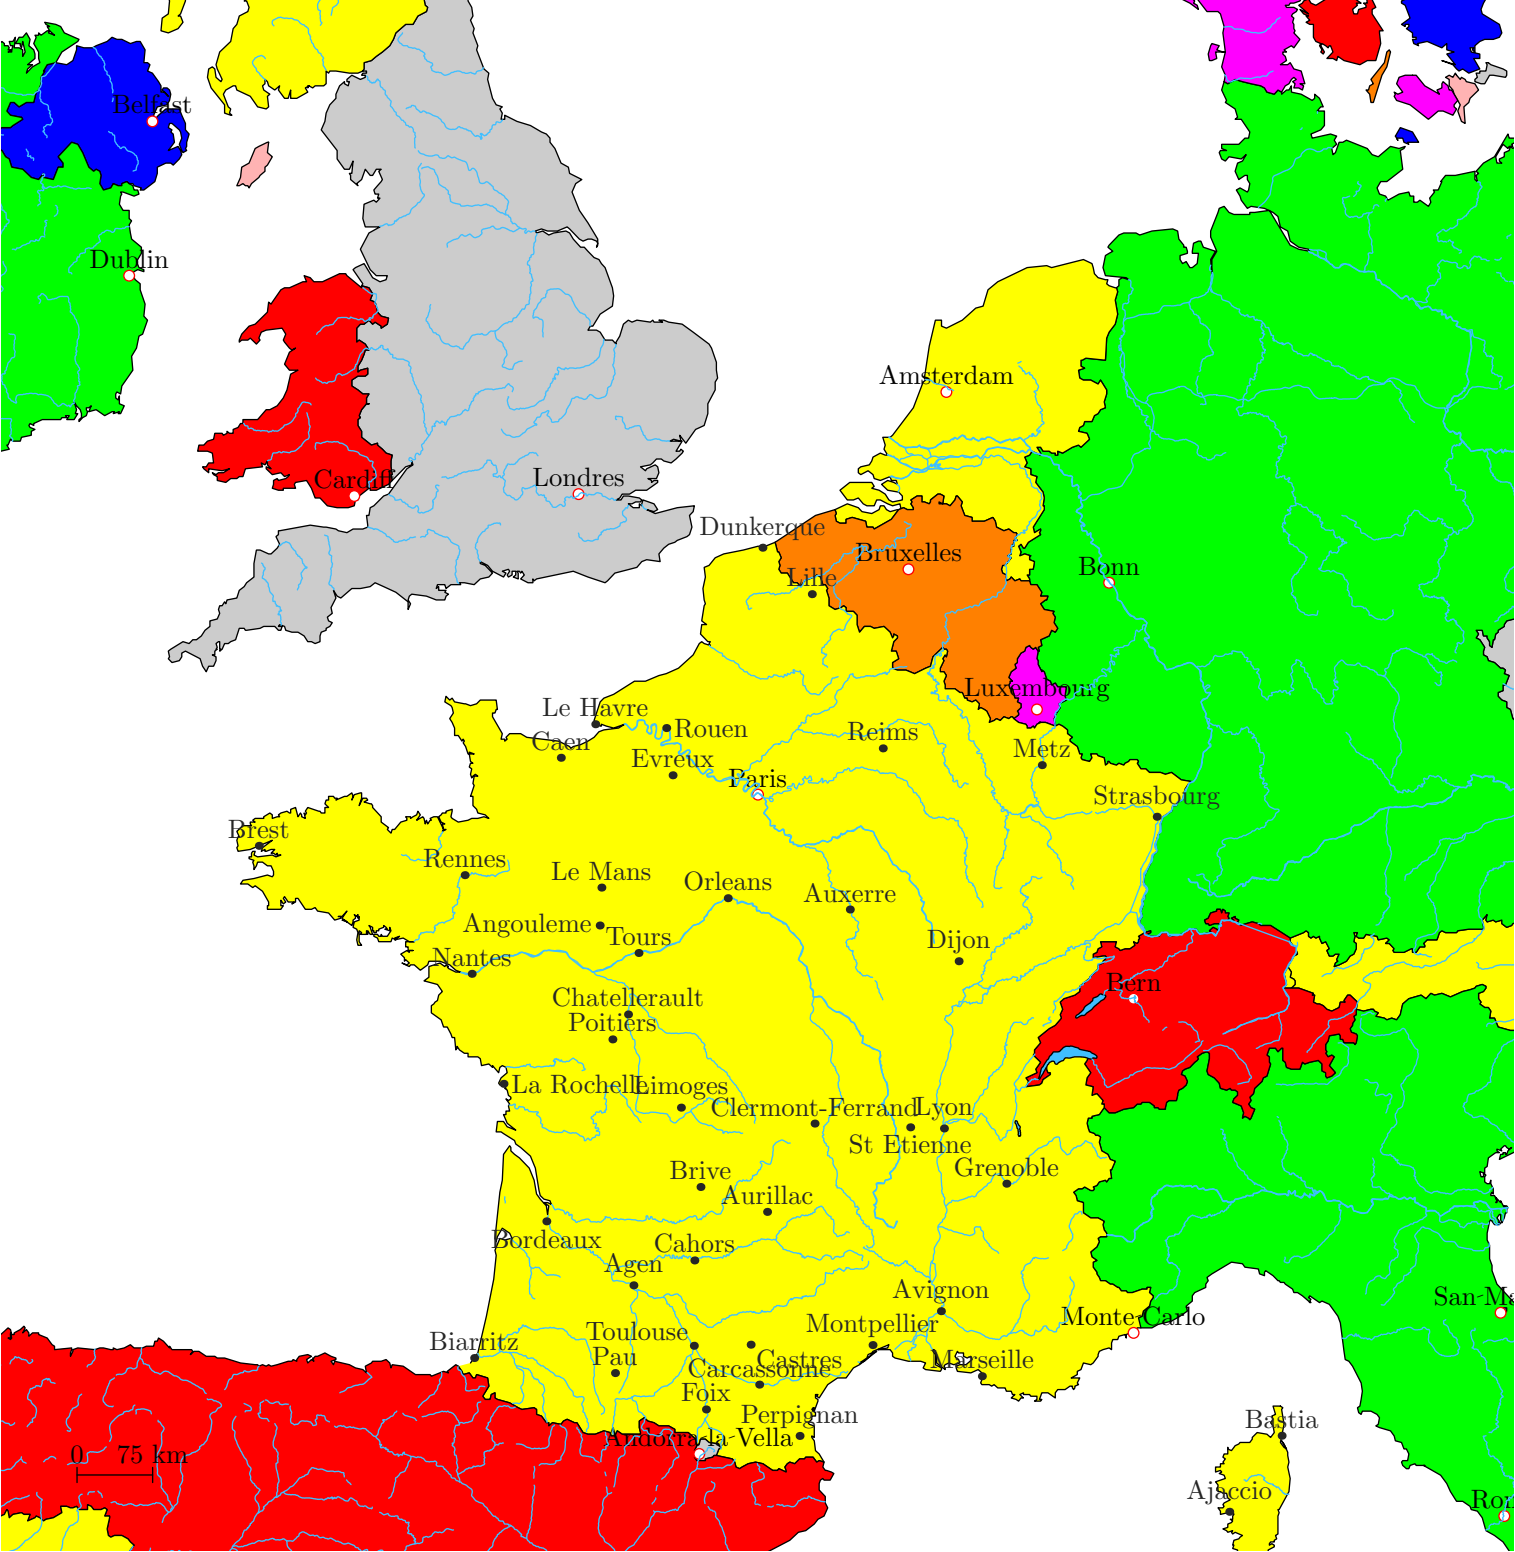 Belfast
Dublin
Amsterdam
Cardiff
Londres
Dunkerque
Bruxelles
Bonn
Lille
Luxembourg
Le Havre
Rouen
Caen
Reims
Metz
Evreux
Paris
Strasbourg
Brest
Rennes
Le Mans
Orleans
Auxerre
Angouleme
Tours
Dijon
Nantes
Bern
Chatellerault
Poitiers
La Rochelle
Limoges
Clermont-Ferrand
Lyon
St Etienne
Grenoble
Brive
Aurillac
Bordeaux
Cahors
Agen
Avignon
San-Ma
Monte-Carlo
Montpellier
Toulouse
Biarritz
Pau
Castres
Marseille
Carcassonne
Foix
Perpignan
Bastia
Andorra-la-Vella
0 75 km
Ajaccio
Rom